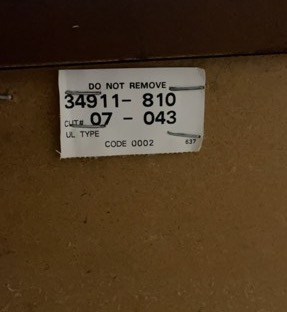 DO NOT REMOVE
34911- 810
CUT# 07 - 043
UL TYPE
CODE 0002 637